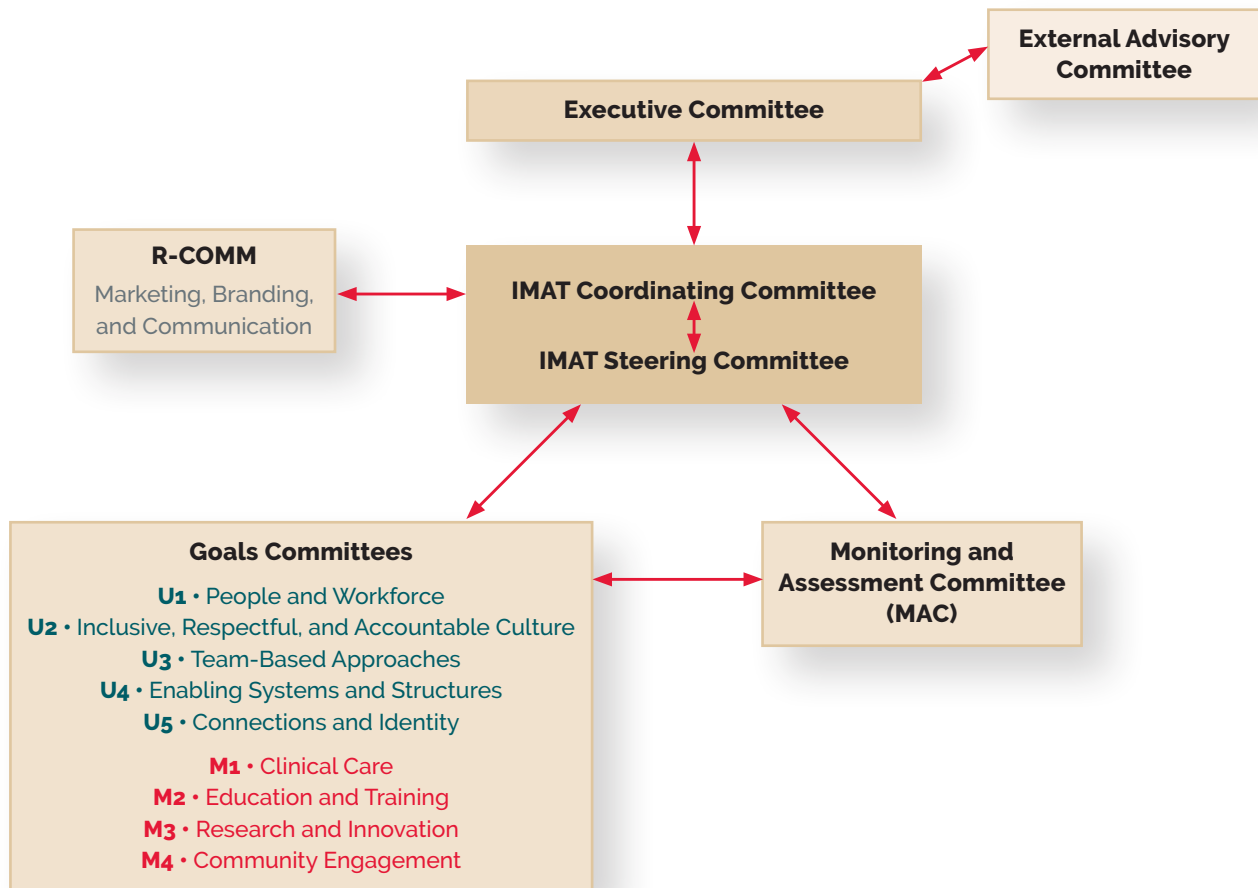 External Advisory
Committee
Executive Committee
R-COMM
Marketing, Branding,
and Communication
IMAT Coordinating Committee
IMAT Steering Committee
Goals Committees
U1 • People and Workforce
U2 • Inclusive, Respectful, and Accountable Culture
U3 • Team-Based Approaches
U4 • Enabling Systems and Structures
U5 • Connections and Identity
M1 • Clinical Care
M2 • Education and Training
M3 • Research and Innovation
M4 • Community Engagement
Monitoring and
Assessment Committee
(MAC)